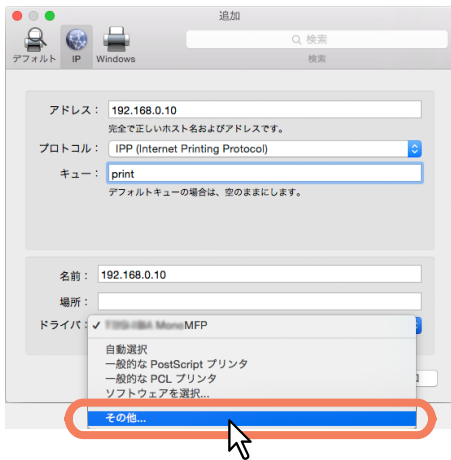 追加
検索
デフォルト IP Windows 検索
アドレス： 192.168.0.10
完全で正しいホスト名およびアドレスです。
プロトコル： IPP (Internet Printing Protocol)
キュー： print
デフォルトキューの場合は、空のままにします。
名前： 192.168.0.10
場所：
ドライバ： ✓ MFP
自動選択
一般的な PostScript プリンタ
一般的な PCL プリンタ
ソフトウェアを選択...
その他...